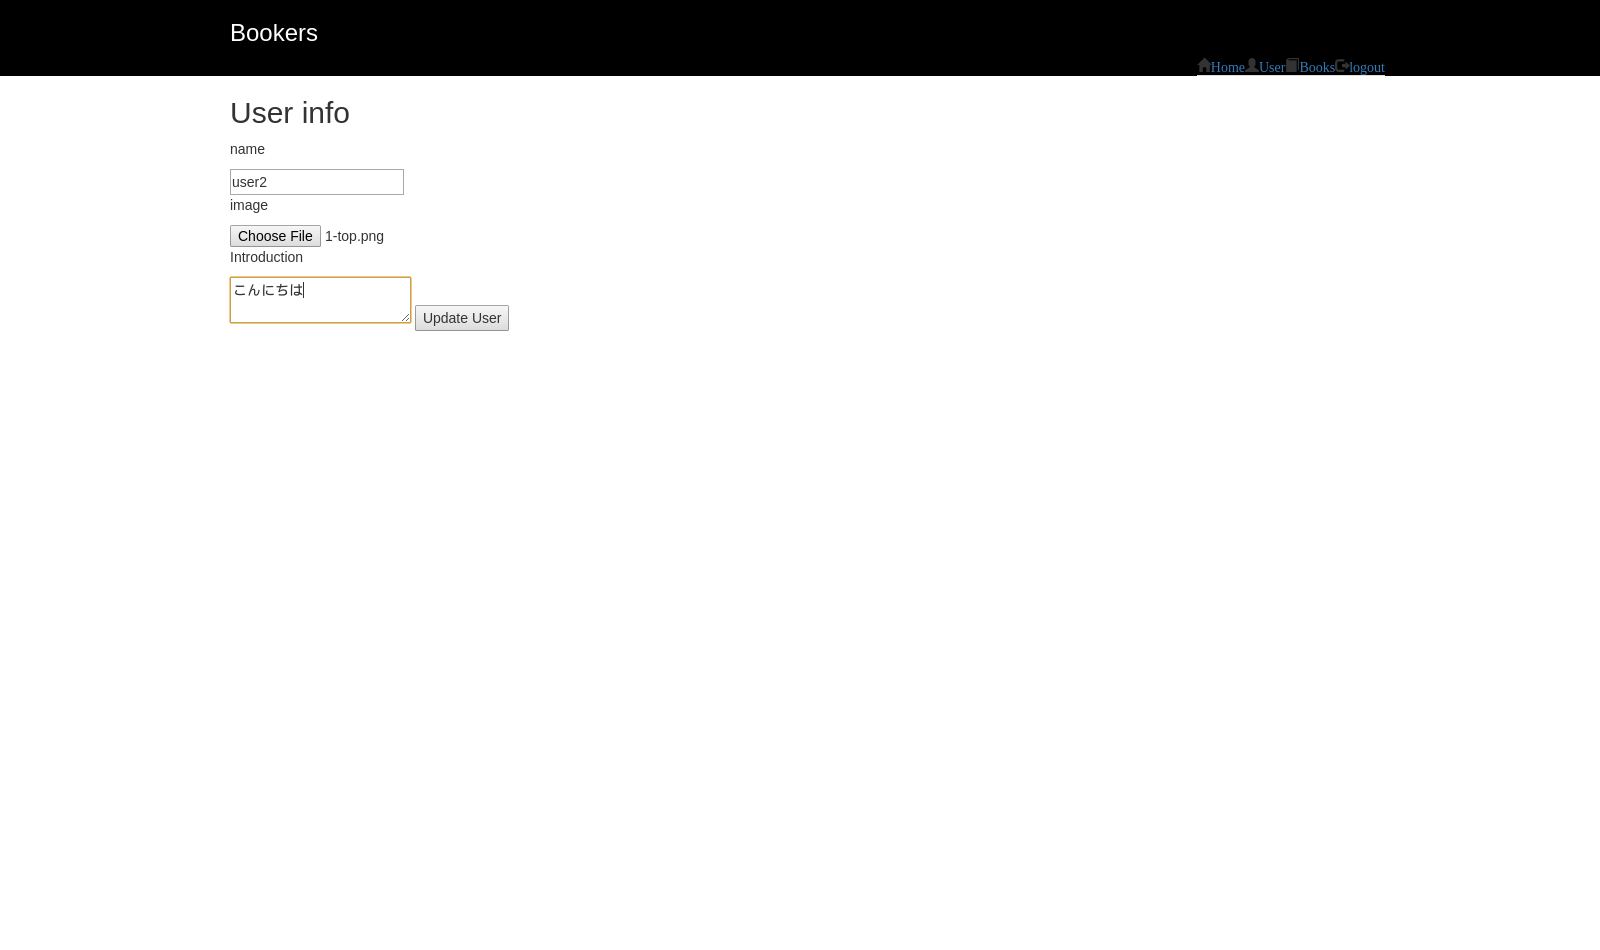 Bookers
Home User Books logout
User info
name
user2
image
Choose File 1-top.png
Introduction
こんにちは
Update User